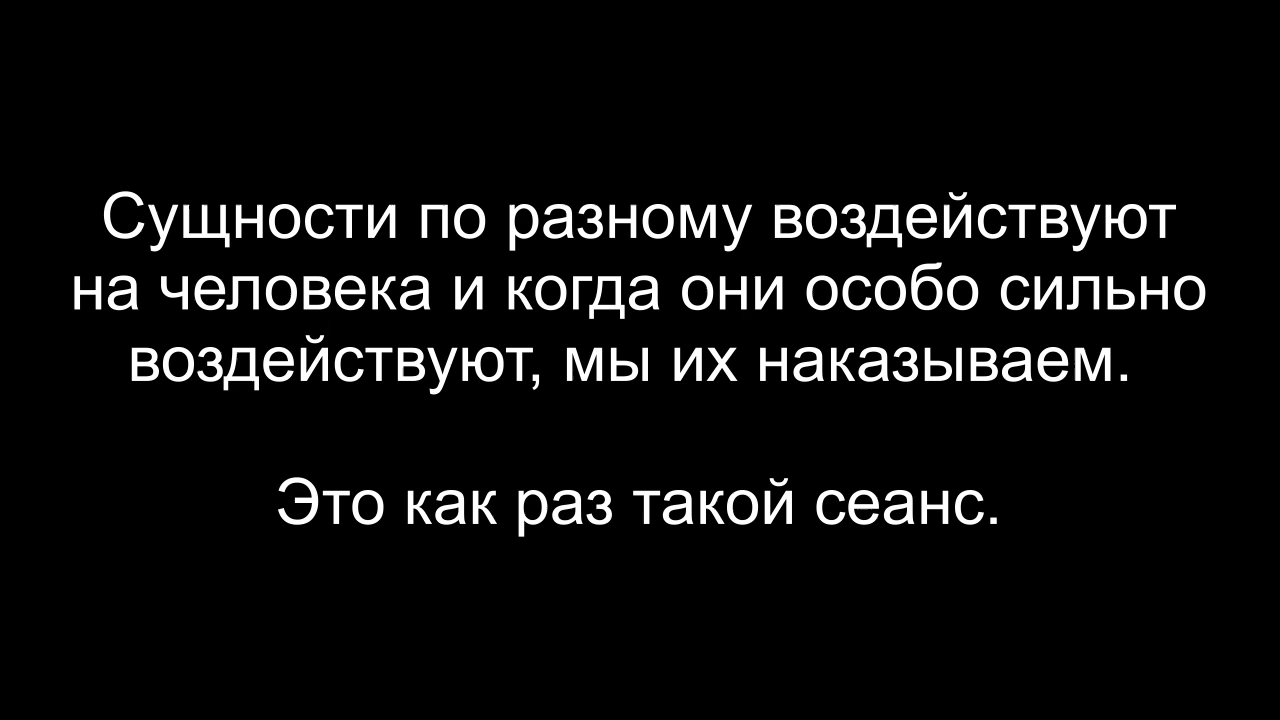 Сущности по разному воздействуют
на человека и когда они особо сильно
воздействуют, мы их наказываем.
Это как раз такой сеанс.